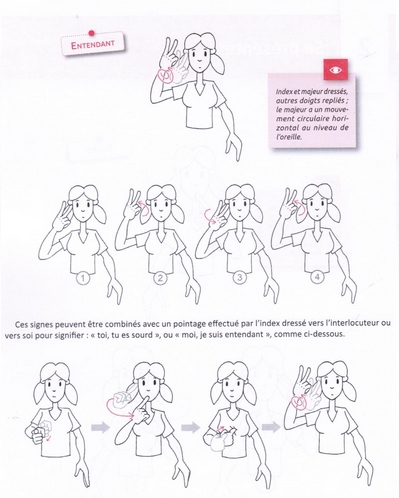 ENTENDANT
Index et majeur dressés,
autres doigts repliés ;
le majeur a un mouve-
ment circulaire hori-
zontal au niveau de
l'oreille.
1 2 3 4
Ces signes peuvent être combinés avec un pointage effectué par l'index dressé vers l'interlocuteur ou
vers soi pour signifier : « toi, tu es sourd », ou « moi, je suis entendant », comme ci-dessous.